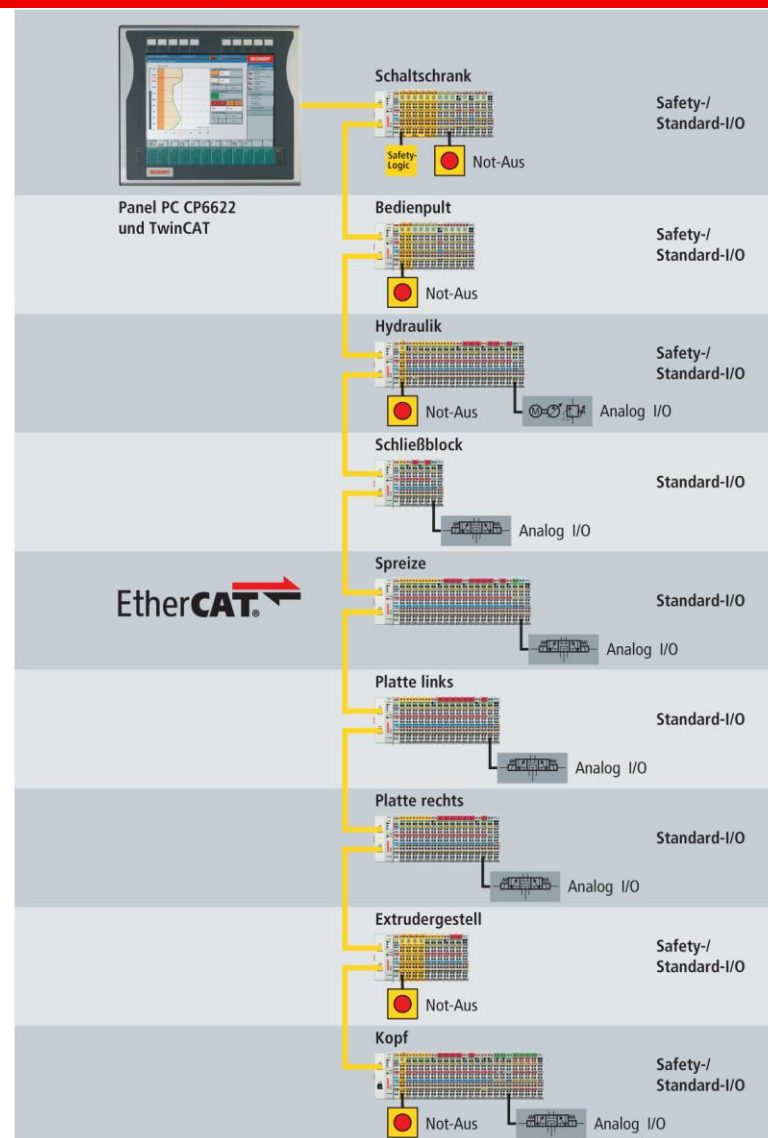 BECKHOFF
BECKHOFF
Panel PC CP6622
und TwinCAT
Schaltschrank
Safety-/
Standard-I/O
Safety-
Logic
Not-Aus
Bedienpult
Safety-/
Standard-I/O
Not-Aus
Hydraulik
Safety-/
Standard-I/O
Not-Aus
M
Analog I/O
Schließblock
Standard-I/O
Analog I/O
EtherCAT®
Spreize
Standard-I/O
Analog I/O
Platte links
Standard-I/O
Analog I/O
Platte rechts
Standard-I/O
Analog I/O
Extrudergestell
Safety-/
Standard-I/O
Not-Aus
Kopf
Safety-/
Standard-I/O
Not-Aus
Analog I/O